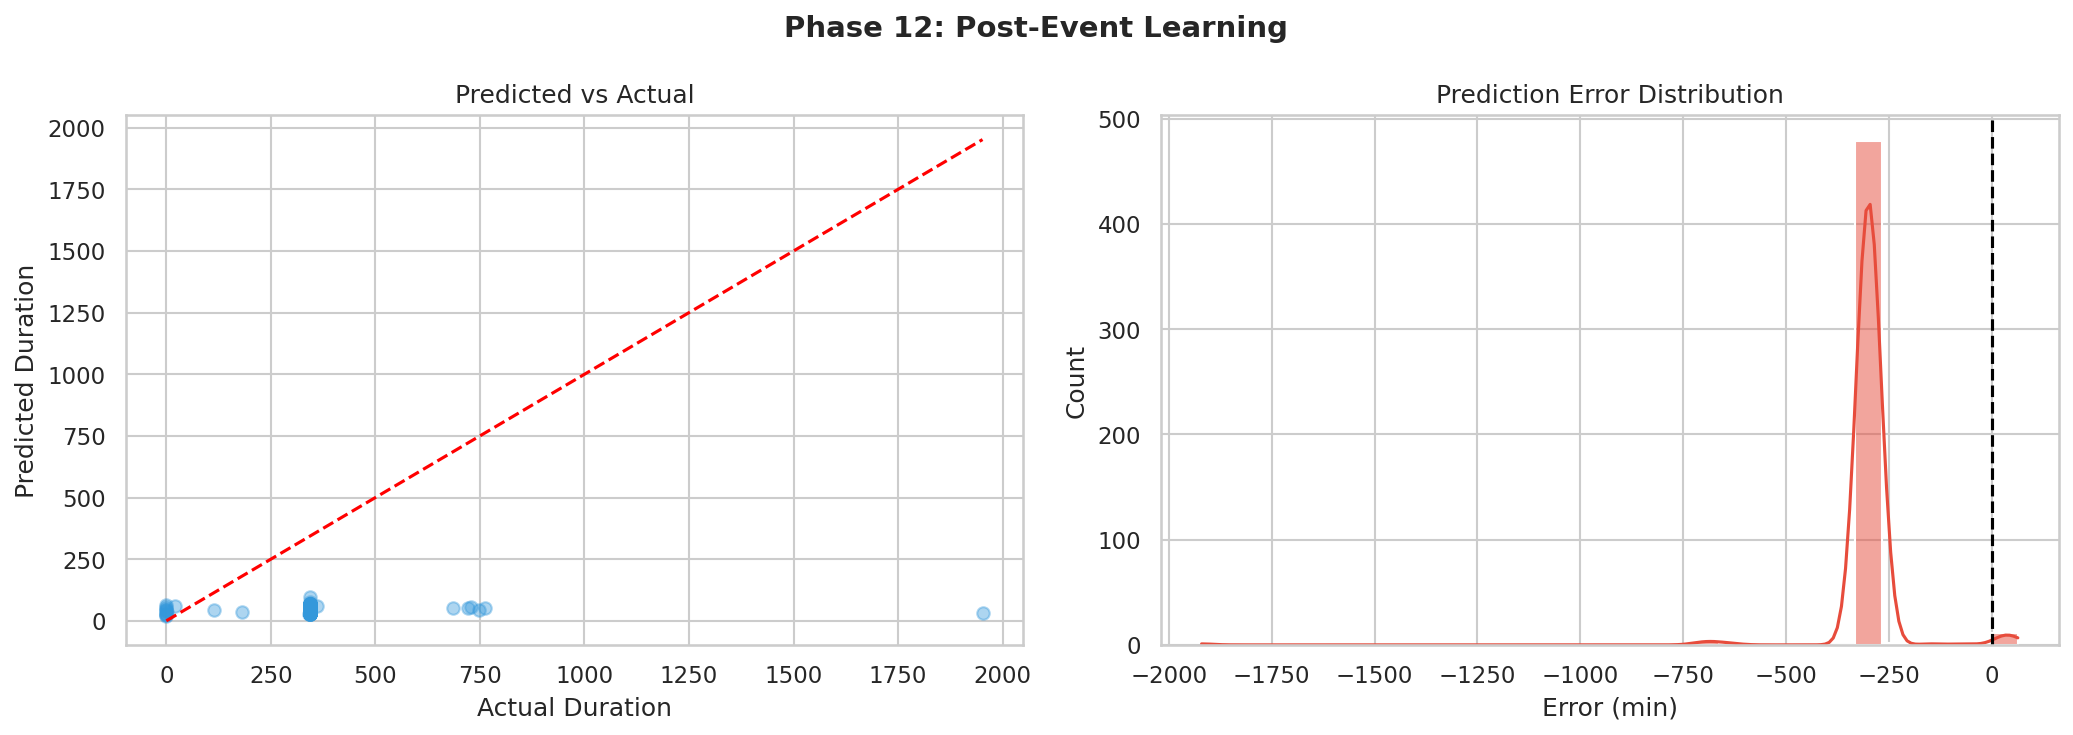 Phase 12: Post-Event Learning
Predicted vs Actual
Predicted Duration
2000
1750
1500
1250
1000
750
500
250
0
0 250 500 750 1000 1250 1500 1750 2000
Actual Duration
Prediction Error Distribution
Count
500
400
300
200
100
0
−2000 −1750 −1500 −1250 −1000 −750 −500 −250 0
Error (min)